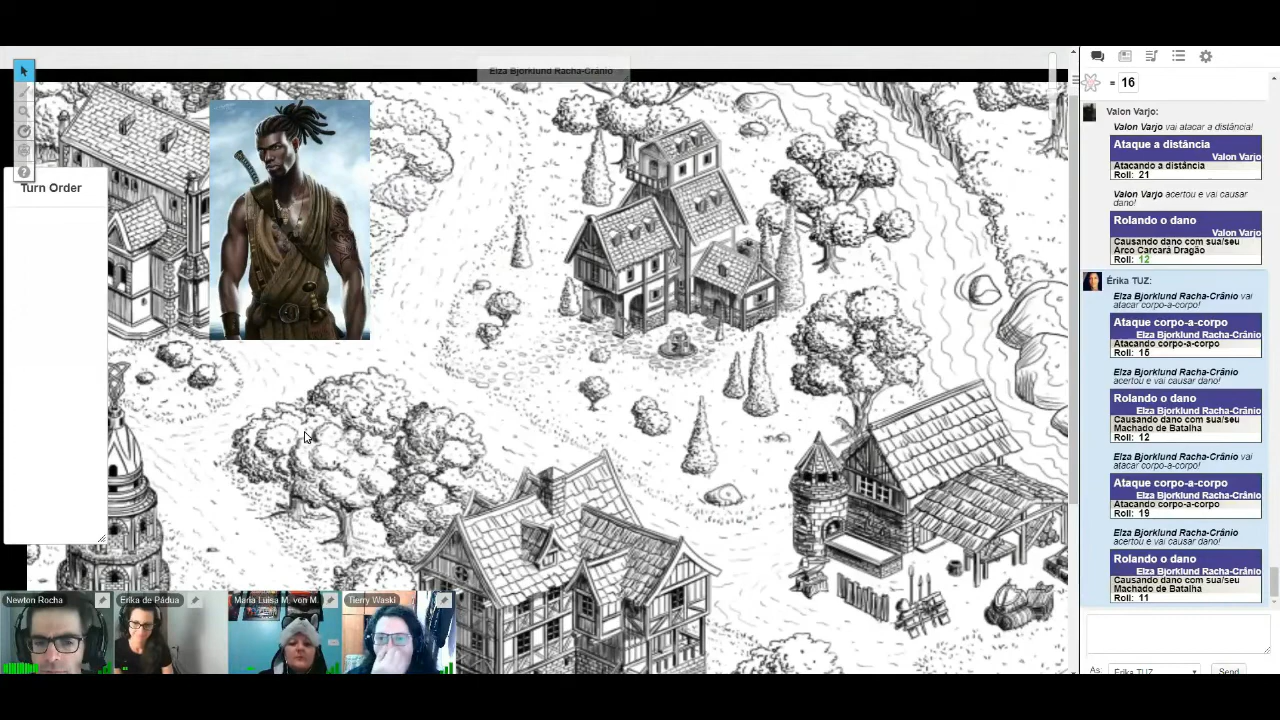 Elza Bjorklund Racha-Crânio
Turn Order
= 16
Valon Varjo:
Valon Varjo vai atacar a distância!
Ataque a distância
Valon Varjo
Atacando a distância
Roll: 21
Valon Varjo acertou e vai causar
dano!
Rolando o dano
Valon Varjo
Causando dano com sua/seu
Arco Carcará Dragão
Roll: 12
Érika TUZ:
Elza Bjorklund Racha-Crânio vai
atacar corpo-a-corpo!
Ataque corpo-a-corpo
Elza Bjorklund Racha-Crânio
Atacando corpo-a-corpo
Roll: 15
Elza Bjorklund Racha-Crânio
acertou e vai causar dano!
Rolando o dano
Elza Bjorklund Racha-Crânio
Causando dano com sua/seu
Machado de Batalha
Roll: 12
Elza Bjorklund Racha-Crânio vai
atacar corpo-a-corpo!
Ataque corpo-a-corpo
Elza Bjorklund Racha-Crânio
Atacando corpo-a-corpo
Roll: 19
Elza Bjorklund Racha-Crânio
acertou e vai causar dano!
Rolando o dano
Elza Bjorklund Racha-Crânio
Causando dano com sua/seu
Machado de Batalha
Roll: 11
As:
Érika TUZ
Send
Newton Rocha
Erika de Pádua
Maria Luísa M. von M.
Tierry Waski